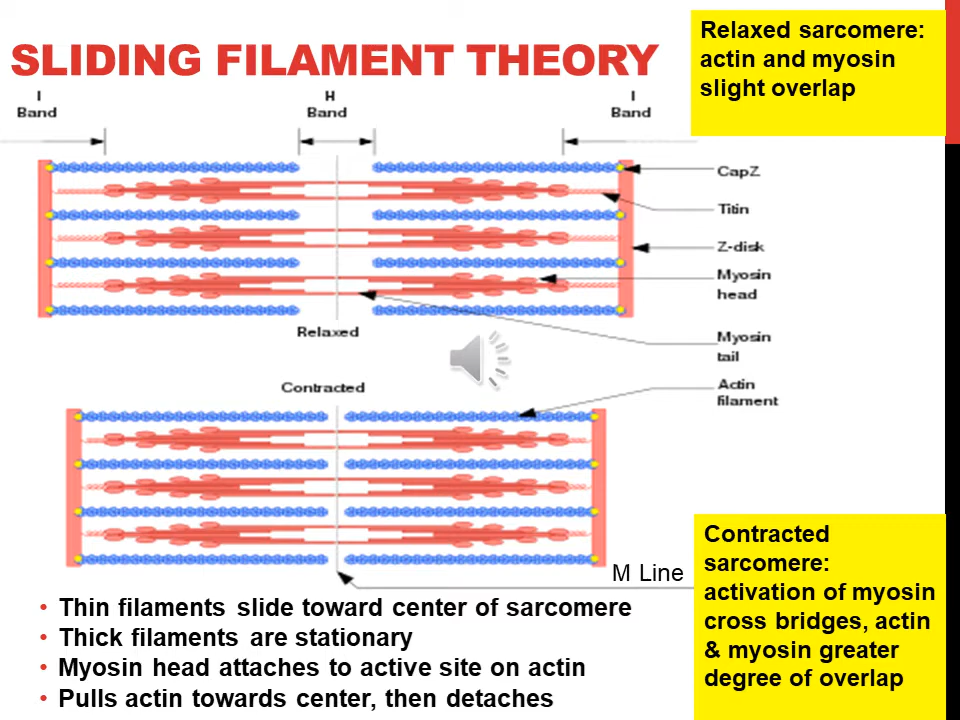 SLIDING FILAMENT THEORY
Relaxed sarcomere:
actin and myosin
slight overlap
I
Band
H
Band
I
Band
CapZ
Titin
Z-disk
Myosin
head
Relaxed
Myosin
tail
Contracted
Actin
filament
M Line
Contracted
sarcomere:
activation of myosin
cross bridges, actin
& myosin greater
degree of overlap
• Thin filaments slide toward center of sarcomere
• Thick filaments are stationary
• Myosin head attaches to active site on actin
• Pulls actin towards center, then detaches